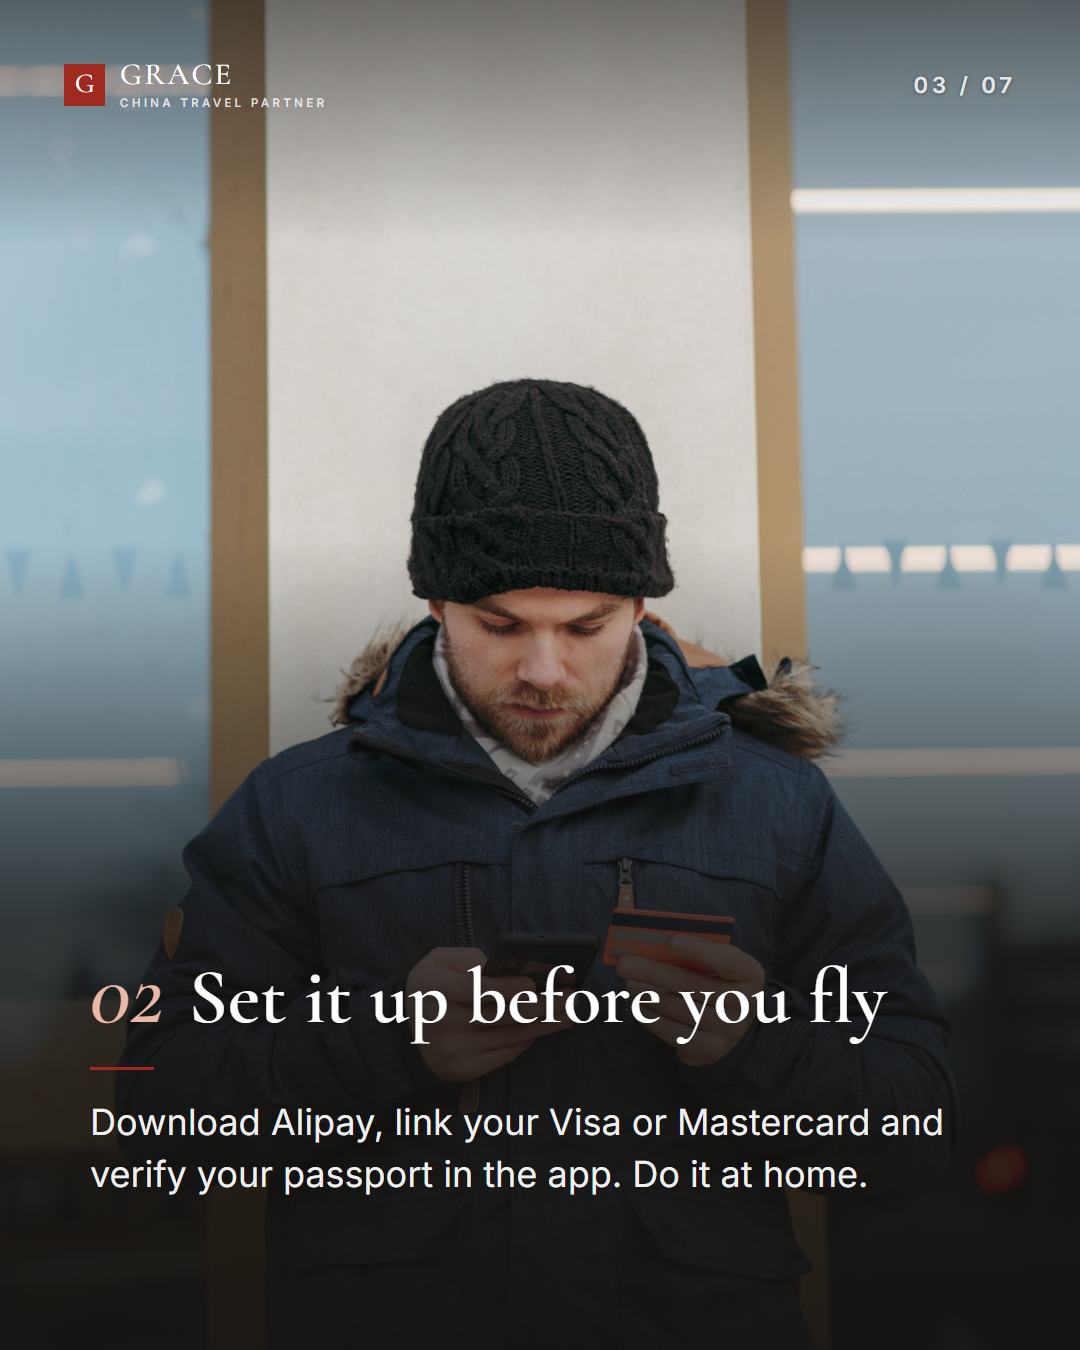 G
GRACE
CHINA TRAVEL PARTNER
03 / 07
02 Set it up before you fly
Download Alipay, link your Visa or Mastercard and
verify your passport in the app. Do it at home.